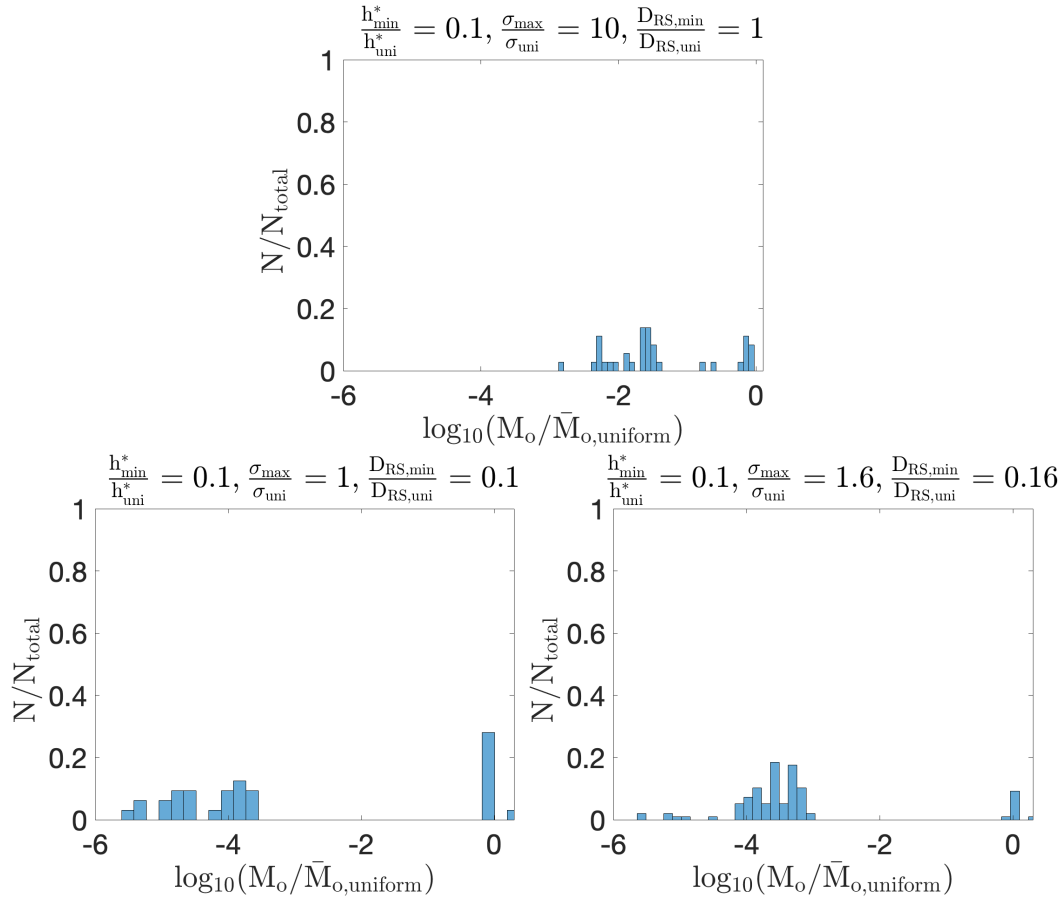 h*min/h*uni = 0.1, σmax/σuni = 10, DRS,min/DRS,uni = 1
1
0.8
0.6
0.4
0.2
0
N/Ntotal
-6 -4 -2 0
log10(Mo/M̄o,uniform)
h*min/h*uni = 0.1, σmax/σuni = 1, DRS,min/DRS,uni = 0.1
1
0.8
0.6
0.4
0.2
0
N/Ntotal
-6 -4 -2 0
log10(Mo/M̄o,uniform)
h*min/h*uni = 0.1, σmax/σuni = 1.6, DRS,min/DRS,uni = 0.16
1
0.8
0.6
0.4
0.2
0
N/Ntotal
-6 -4 -2 0
log10(Mo/M̄o,uniform)